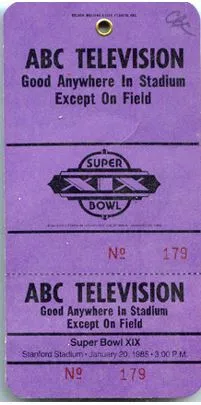 ABC TELEVISION
Good Anywhere In Stadium
Except On Field
SUPER
XIX
BOWL
Nº 179
ABC TELEVISION
Good Anywhere In Stadium
Except On Field
Super Bowl XIX
Stanford Stadium • January 20, 1985 • 3:00 P.M.
Nº 179